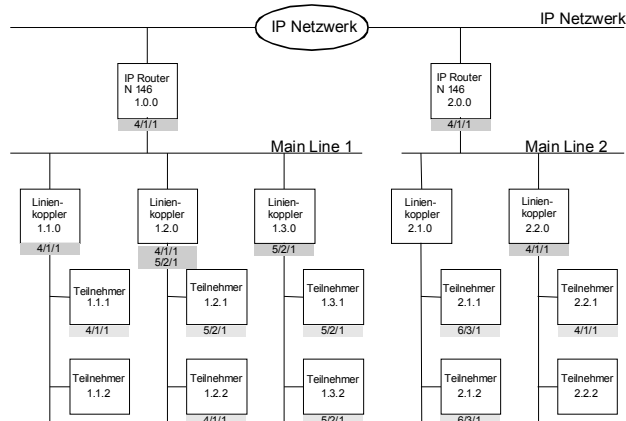 IP Netzwerk
IP Netzwerk
IP Router
N 146
1.0.0
4/1/1
IP Router
N 146
2.0.0
4/1/1
Main Line 1
Main Line 2
Linien-
koppler
1.1.0
4/1/1
Linien-
koppler
1.2.0
4/1/1
5/2/1
Linien-
koppler
1.3.0
5/2/1
Linien-
koppler
2.1.0
Linien-
koppler
2.2.0
4/1/1
Teilnehmer
1.1.1
4/1/1
Teilnehmer
1.2.1
5/2/1
Teilnehmer
1.3.1
5/2/1
Teilnehmer
2.1.1
6/3/1
Teilnehmer
2.2.1
4/1/1
Teilnehmer
1.1.2
Teilnehmer
1.2.2
4/1/1
Teilnehmer
1.3.2
5/2/1
Teilnehmer
2.1.2
6/3/1
Teilnehmer
2.2.2